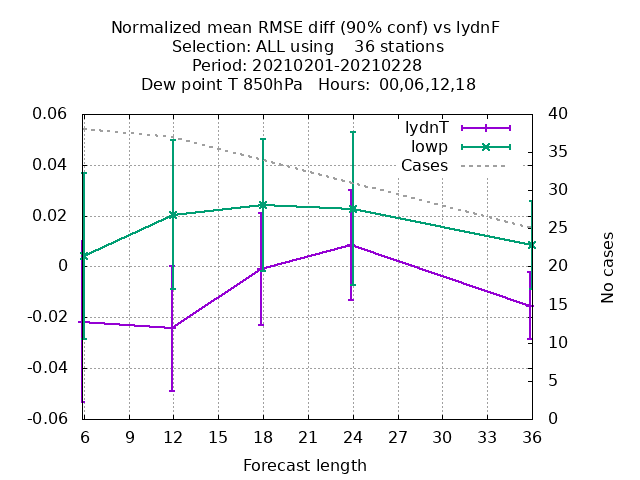 Normalized mean RMSE diff (90% conf) vs lydnF
Selection: ALL using    36 stations
Period: 20210201-20210228
Dew point T 850hPa   Hours:  00,06,12,18
lydnT
lowp
Cases
0.06
0.04
0.02
0
-0.02
-0.04
-0.06
40
35
30
25
20
15
10
5
0
No cases
6 9 12 15 18 21 24 27 30 33 36
Forecast length